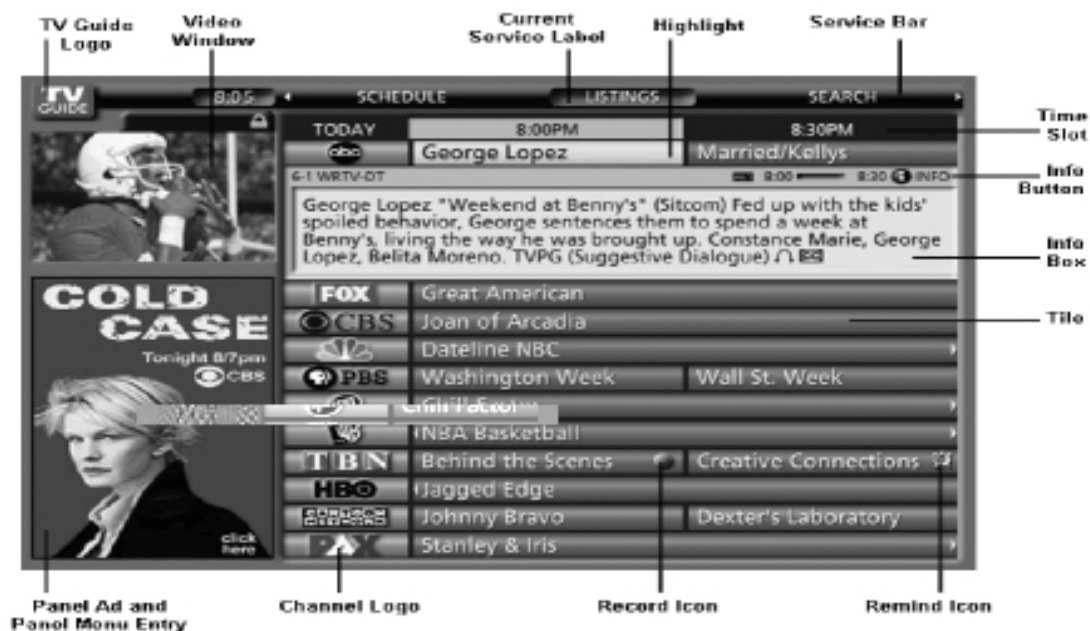 TV Guide
Logo
Video
Window
Current
Service Label
Highlight
Service Bar
TV
GUIDE
8:05
SCHEDULE
LISTINGS
SEARCH
TODAY
8:00PM
8:30PM
Time
Slot
abc
George Lopez
Married/Kellys
6-1 WRTV-DT
8:00
8:30
INFO
Info
Button
George Lopez "Weekend at Benny's" (Sitcom) Fed up with the kids'
spoiled behavior, George sentences them to spend a week at
Benny's, living the way he was brought up. Constance Marie, George
Lopez, Belita Moreno. TVPG (Suggestive Dialogue)
Info
Box
COLD
CASE
Tonight 8/7pm
CBS
click
here
FOX
Great American
CBS
Joan of Arcadia
Tile
Dateline NBC
PBS
Washington Week
Wall St. Week
NBA Basketball
TBN
Behind the Scenes
Creative Connections
HBO
Jagged Edge
CARTOON
NETWORK
Johnny Bravo
Dexter's Laboratory
PAX
Stanley & Iris
Panel Ad and
Panel Menu Entry
Channel Logo
Record Icon
Remind Icon